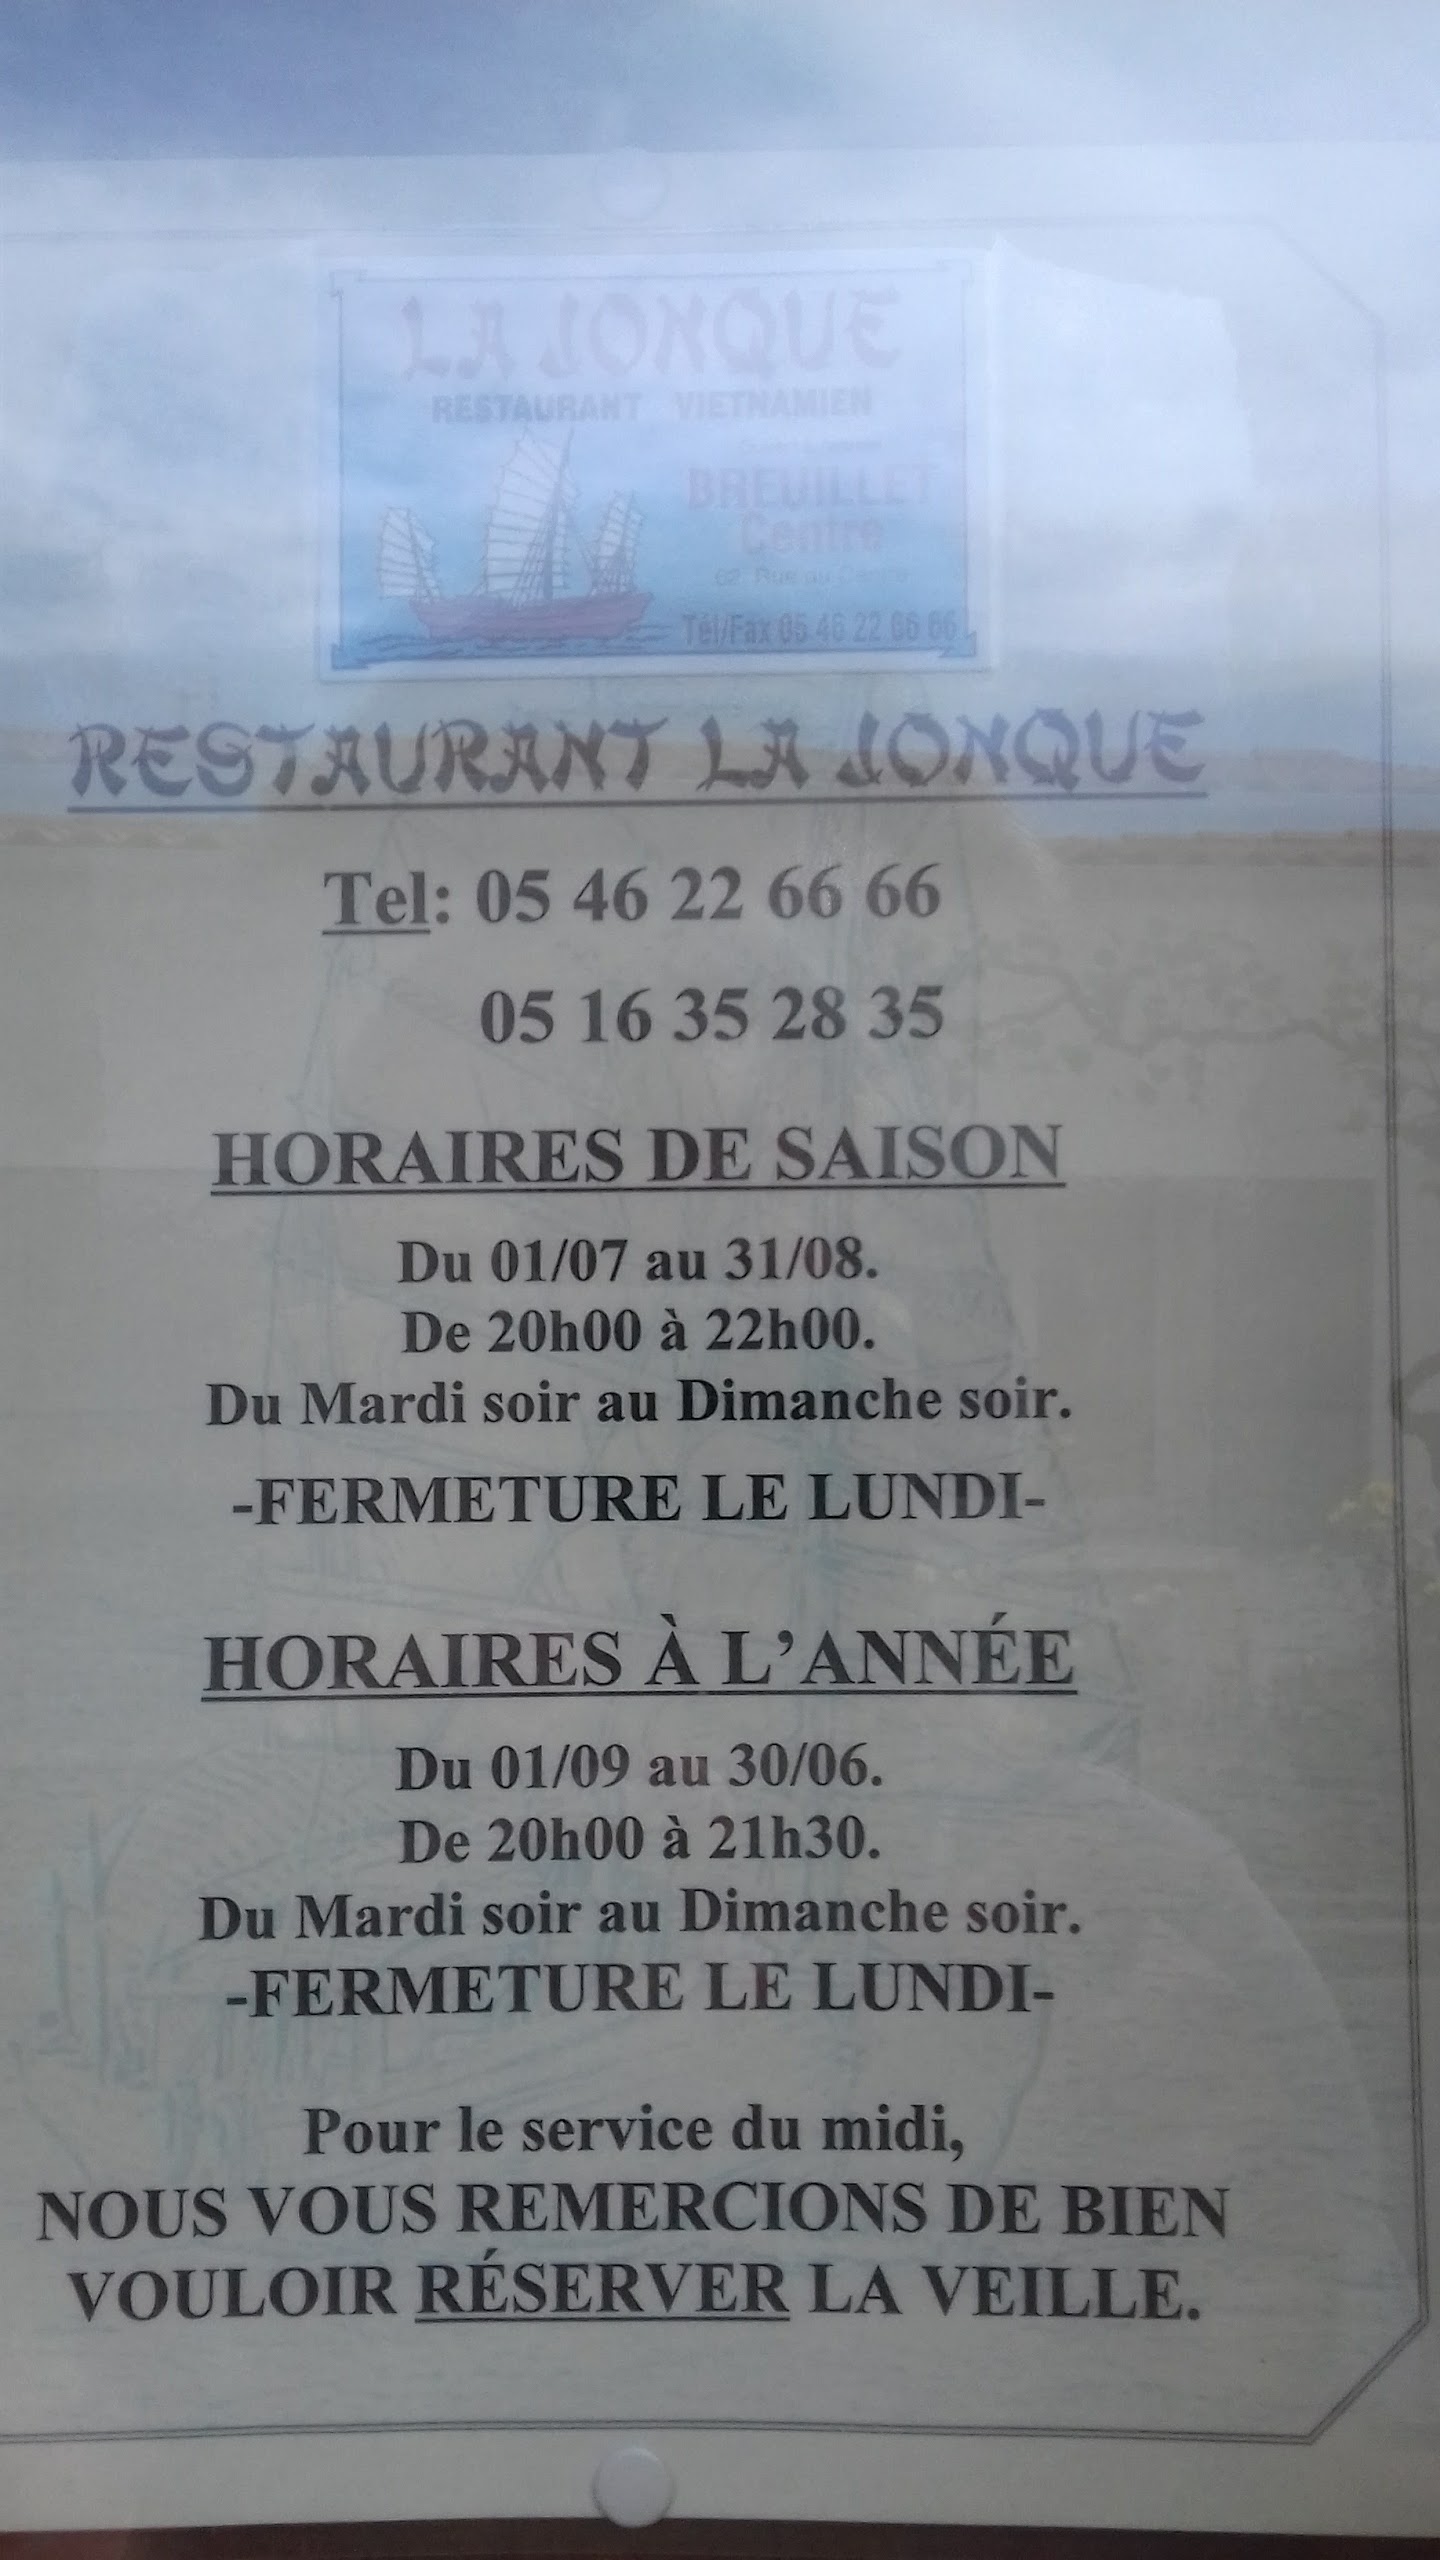 LA JONQUE
RESTAURANT VIETNAMIEN
BREUILLET
Centre
62, Rue du Centre
Tél/Fax 05 46 22 66 66
RESTAURANT LA JONQUE
Tel: 05 46 22 66 66
05 16 35 28 35
HORAIRES DE SAISON
Du 01/07 au 31/08.
De 20h00 à 22h00.
Du Mardi soir au Dimanche soir.
-FERMETURE LE LUNDI-
HORAIRES À L’ANNÉE
Du 01/09 au 30/06.
De 20h00 à 21h30.
Du Mardi soir au Dimanche soir.
-FERMETURE LE LUNDI-
Pour le service du midi,
NOUS VOUS REMERCIONS DE BIEN
VOULOIR RÉSERVER LA VEILLE.